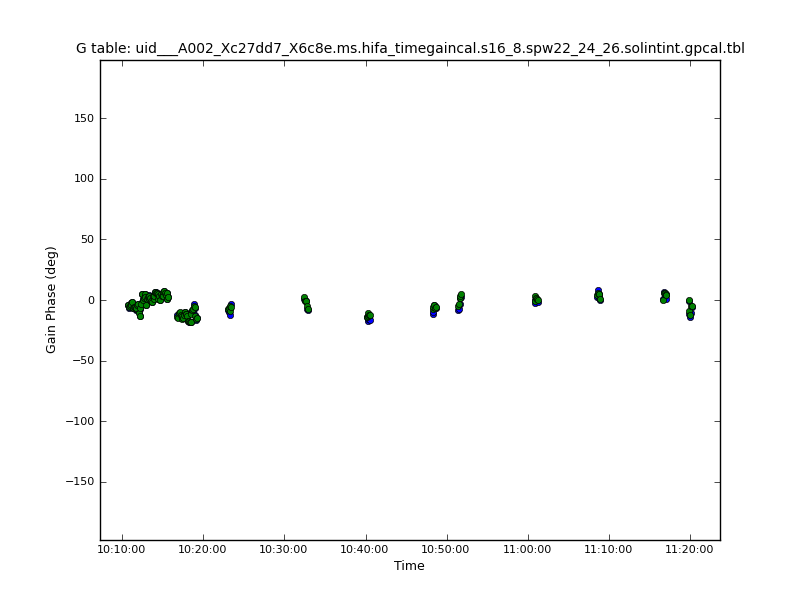 G table: uid___A002_Xc27dd7_X6c8e.ms.hifa_timegaincal.s16_8.spw22_24_26.solintint.gpcal.tbl
150
100
50
0
−50
−100
−150
Gain Phase (deg)
10:10:00 10:20:00 10:30:00 10:40:00 10:50:00 11:00:00 11:10:00 11:20:00
Time